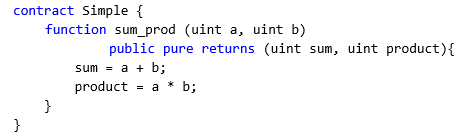 contract Simple {
    function sum_prod (uint a, uint b)
            public pure returns (uint sum, uint product){
        sum = a + b;
        product = a * b;
    }
}